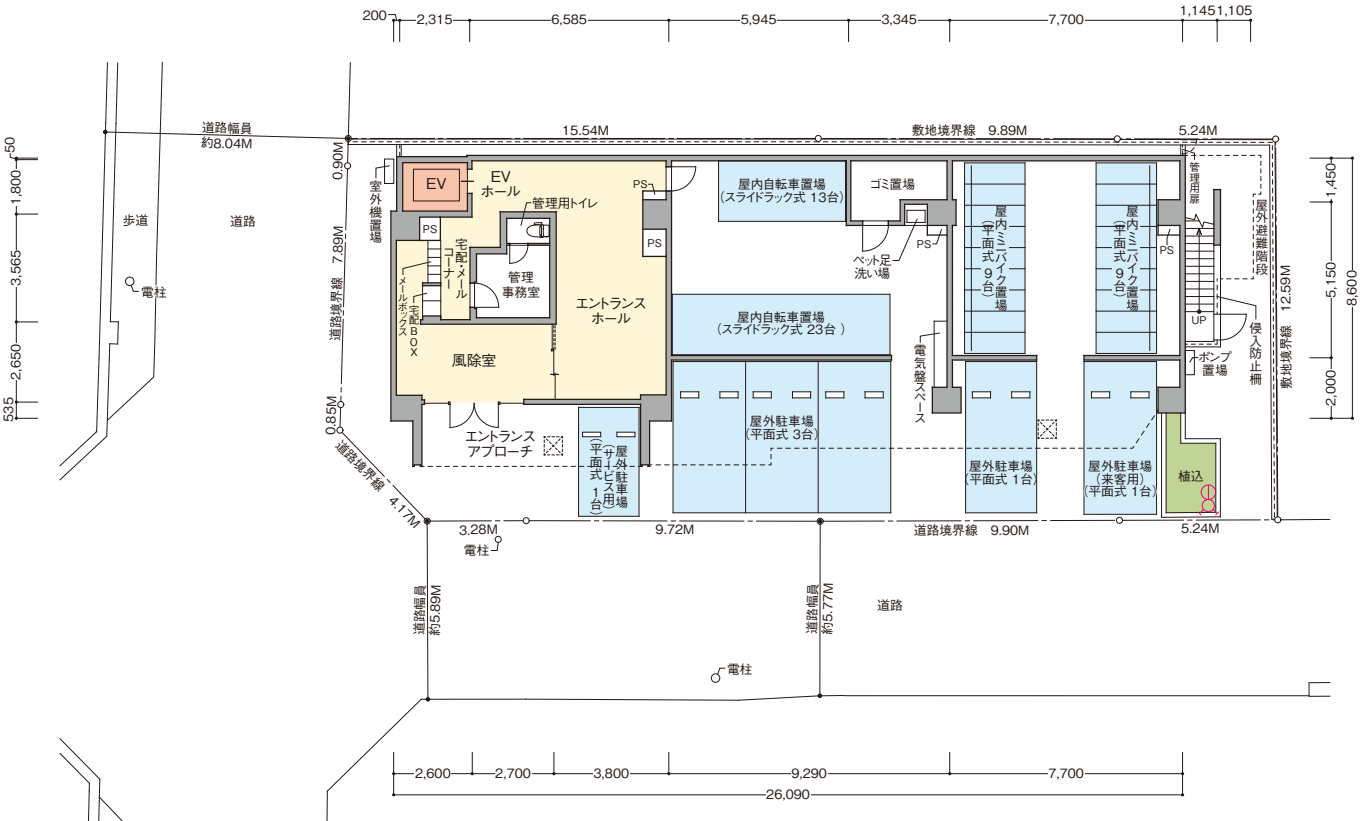 200
2,315
6,585
5,945
3,345
7,700
1,145
1,105
道路幅員
約8.04M
15.54M
敷地境界線 9.89M
5.24M
50
1,800
3,565
2,650
535
歩道
道路
電柱
0.90M
道路境界線 7.89M
0.85M
道路境界線 4.17M
室外機置場
EV
EV
ホール
PS
管理用トイレ
宅配・メール
コーナー
メールボックス
宅配BOX
管理
事務室
PS
PS
エントランス
ホール
風除室
エントランス
アプローチ
屋外駐車場
(サービス用)
(平面式 1台)
屋内自転車置場
(スライドラック式 13台)
ゴミ置場
ペット足
洗い場
PS
屋内自転車置場
(スライドラック式 23台)
電気盤スペース
屋外駐車場
(平面式 3台)
屋内ミニバイク置場
(平面式 9台)
屋内ミニバイク置場
(平面式 9台)
PS
屋外駐車場
(平面式 1台)
屋外駐車場
(来客用)
(平面式 1台)
管理用扉
屋外避難階段
UP
侵入防止柵
ポンプ
置場
植込
敷地境界線 12.59M
1,450
5,150
2,000
8,600
3.28M
9.72M
道路境界線 9.90M
5.24M
電柱
道路幅員
約5.89M
道路幅員
約5.77M
道路
電柱
2,600
2,700
3,800
9,290
7,700
26,090